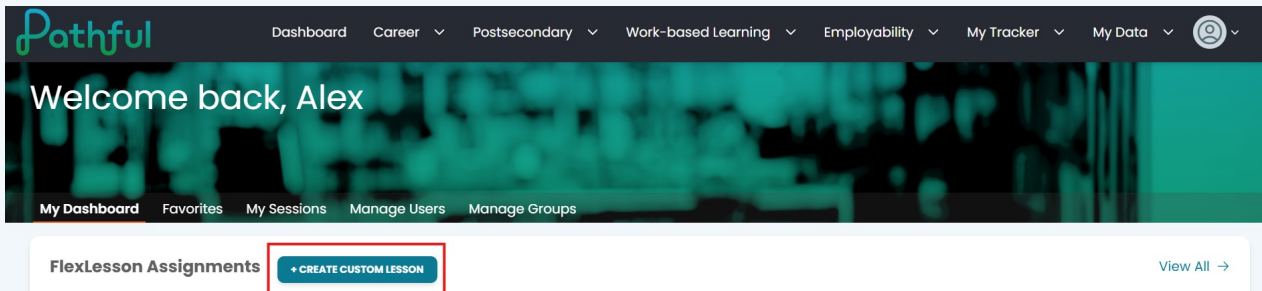 Pathful
Dashboard Career Postsecondary Work-based Learning Employability My Tracker My Data
Welcome back, Alex
My Dashboard Favorites My Sessions Manage Users Manage Groups
FlexLesson Assignments + CREATE CUSTOM LESSON View All →